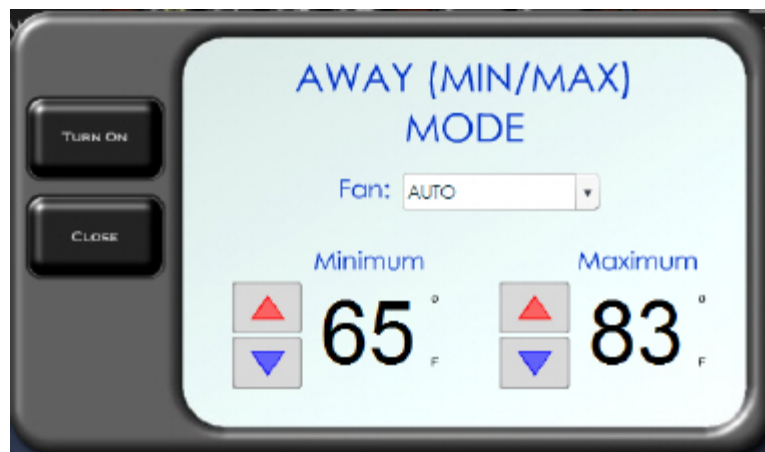 AWAY (MIN/MAX)
MODE
TURN ON
Fan: AUTO
CLOSE
Minimum Maximum
65 ° F 83 ° F